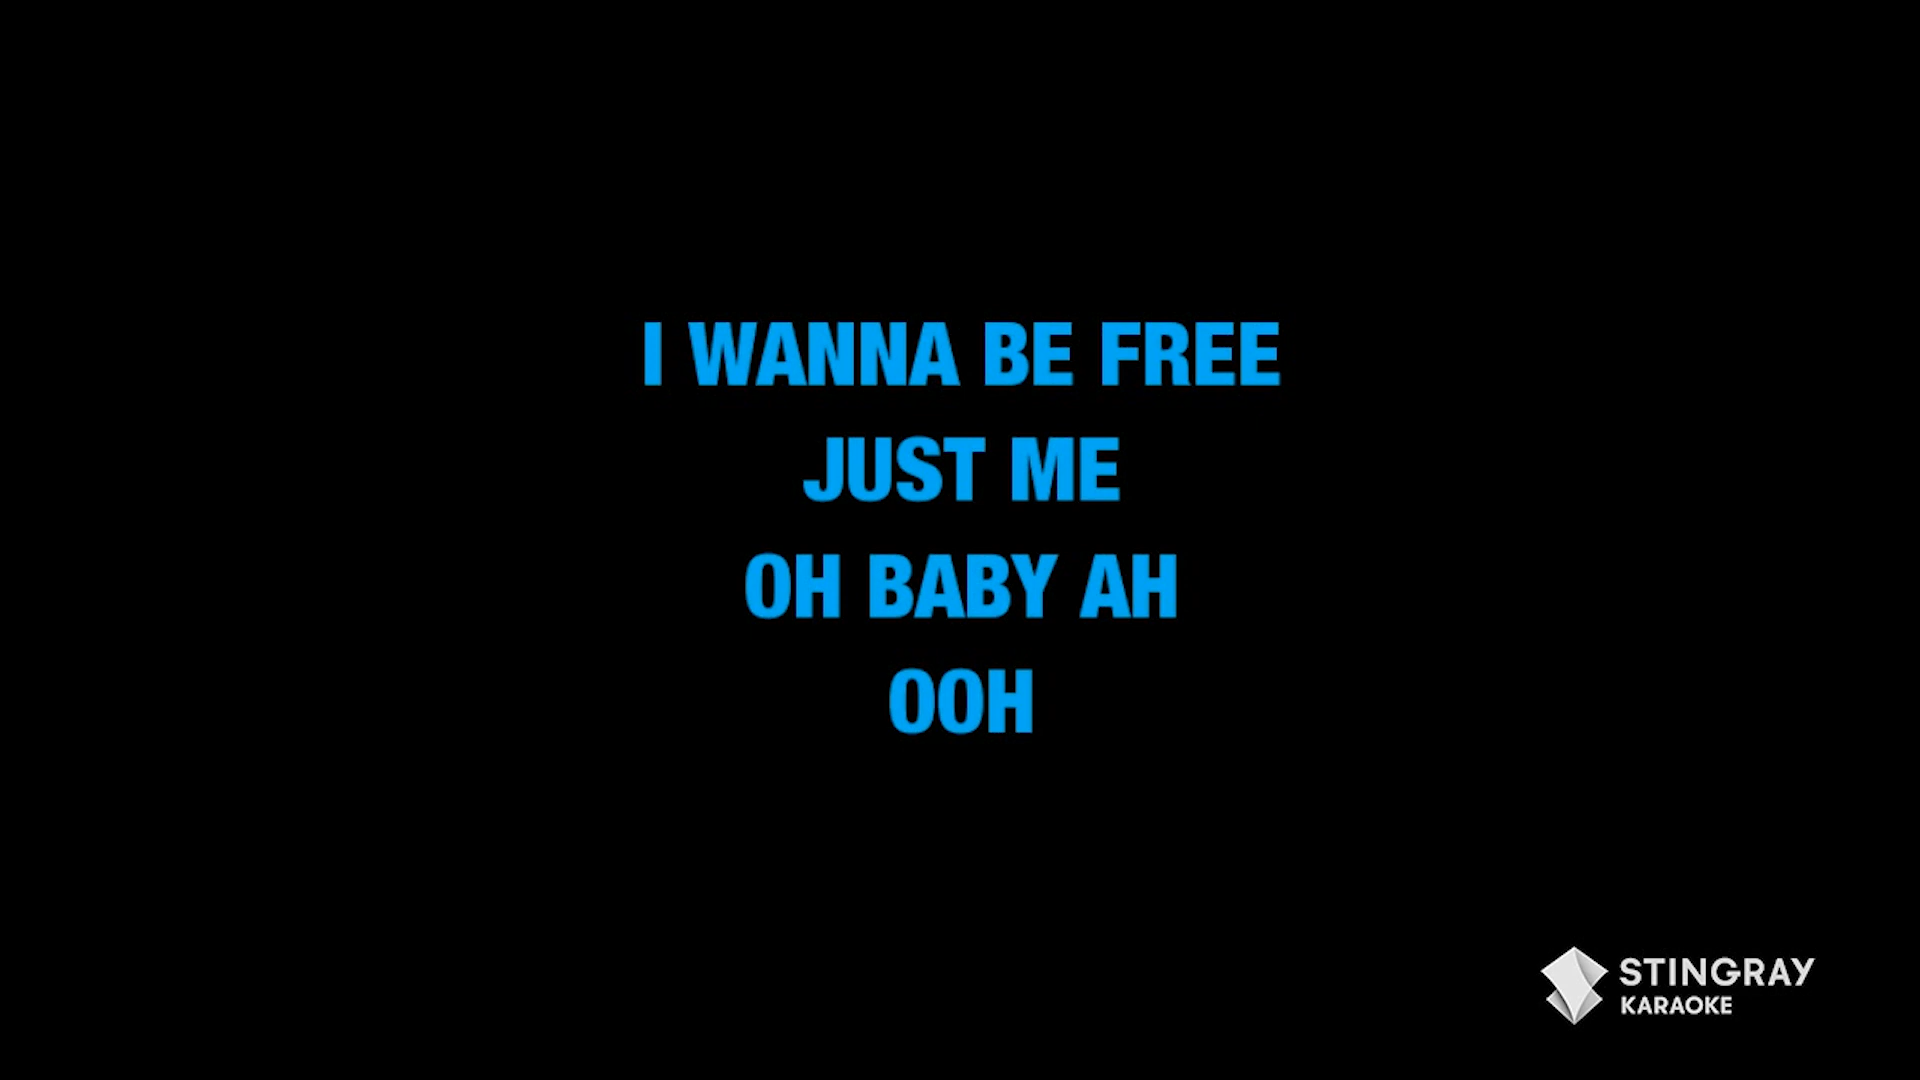 I WANNA BE FREE
JUST ME
OH BABY AH
OOH
STINGRAY
KARAOKE